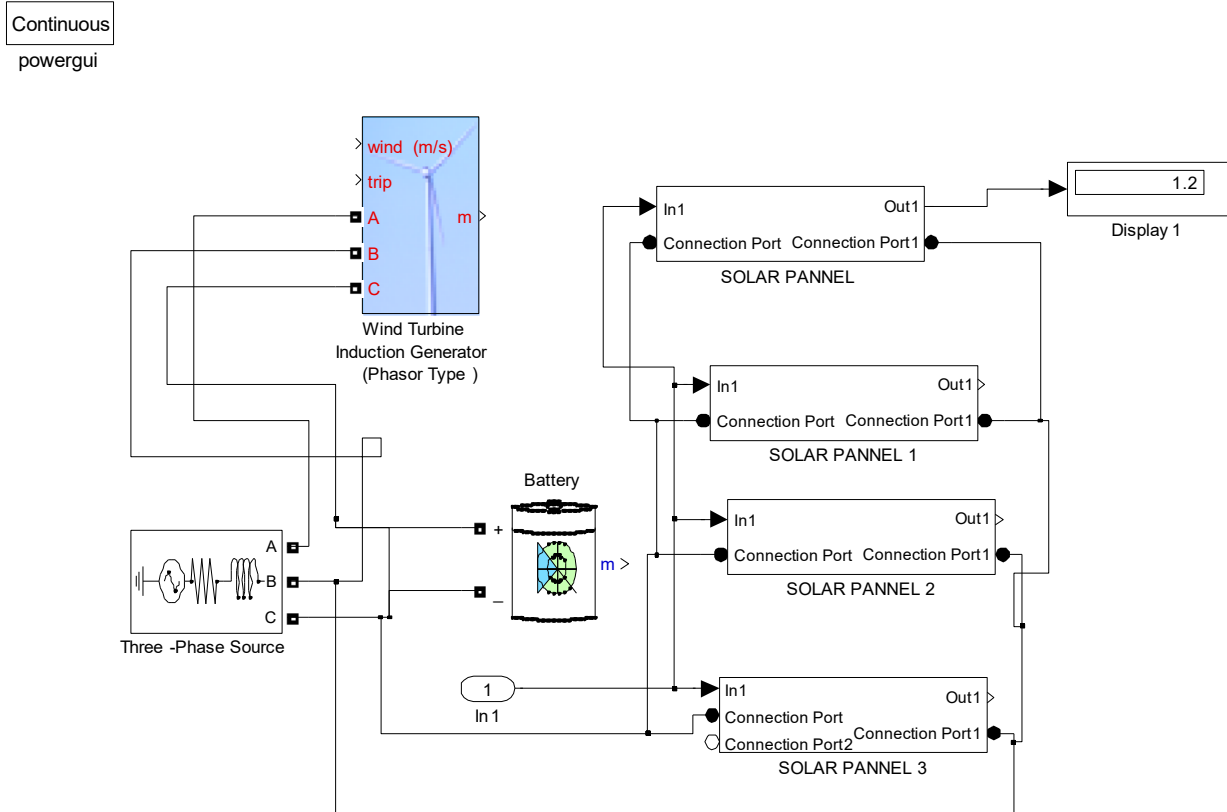 Continuous
powergui
wind (m/s)
trip
A
B
C
m
Wind Turbine
Induction Generator
(Phasor Type )
In1
Out1
Connection Port
Connection Port1
SOLAR PANNEL
1.2
Display 1
In1
Out1
Connection Port
Connection Port1
SOLAR PANNEL 1
Battery
+
_
m
In1
Out1
Connection Port
Connection Port1
SOLAR PANNEL 2
A
B
C
Three -Phase Source
1
In 1
In1
Out1
Connection Port
Connection Port2
Connection Port1
SOLAR PANNEL 3